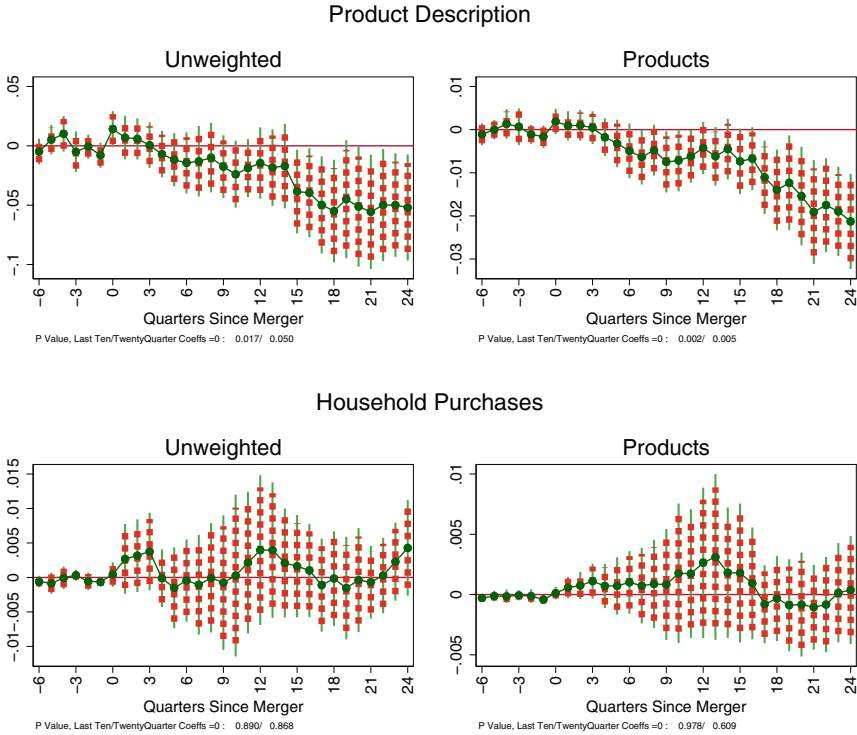 Product Description
Unweighted
.05
0
-.05
-.1
-6 -3 0 3 6 9 12 15 18 21 24
Quarters Since Merger
P Value, Last Ten/TwentyQuarter Coeffs =0 : 0.017/ 0.050
Products
.01
0
-.01
-.02
-.03
-6 -3 0 3 6 9 12 15 18 21 24
Quarters Since Merger
P Value, Last Ten/TwentyQuarter Coeffs =0 : 0.002/ 0.005
Household Purchases
Unweighted
.015
.01
.005
0
-.005
-.01
-6 -3 0 3 6 9 12 15 18 21 24
Quarters Since Merger
P Value, Last Ten/TwentyQuarter Coeffs =0 : 0.890/ 0.868
Products
.01
.005
0
-.005
-6 -3 0 3 6 9 12 15 18 21 24
Quarters Since Merger
P Value, Last Ten/TwentyQuarter Coeffs =0 : 0.978/ 0.609